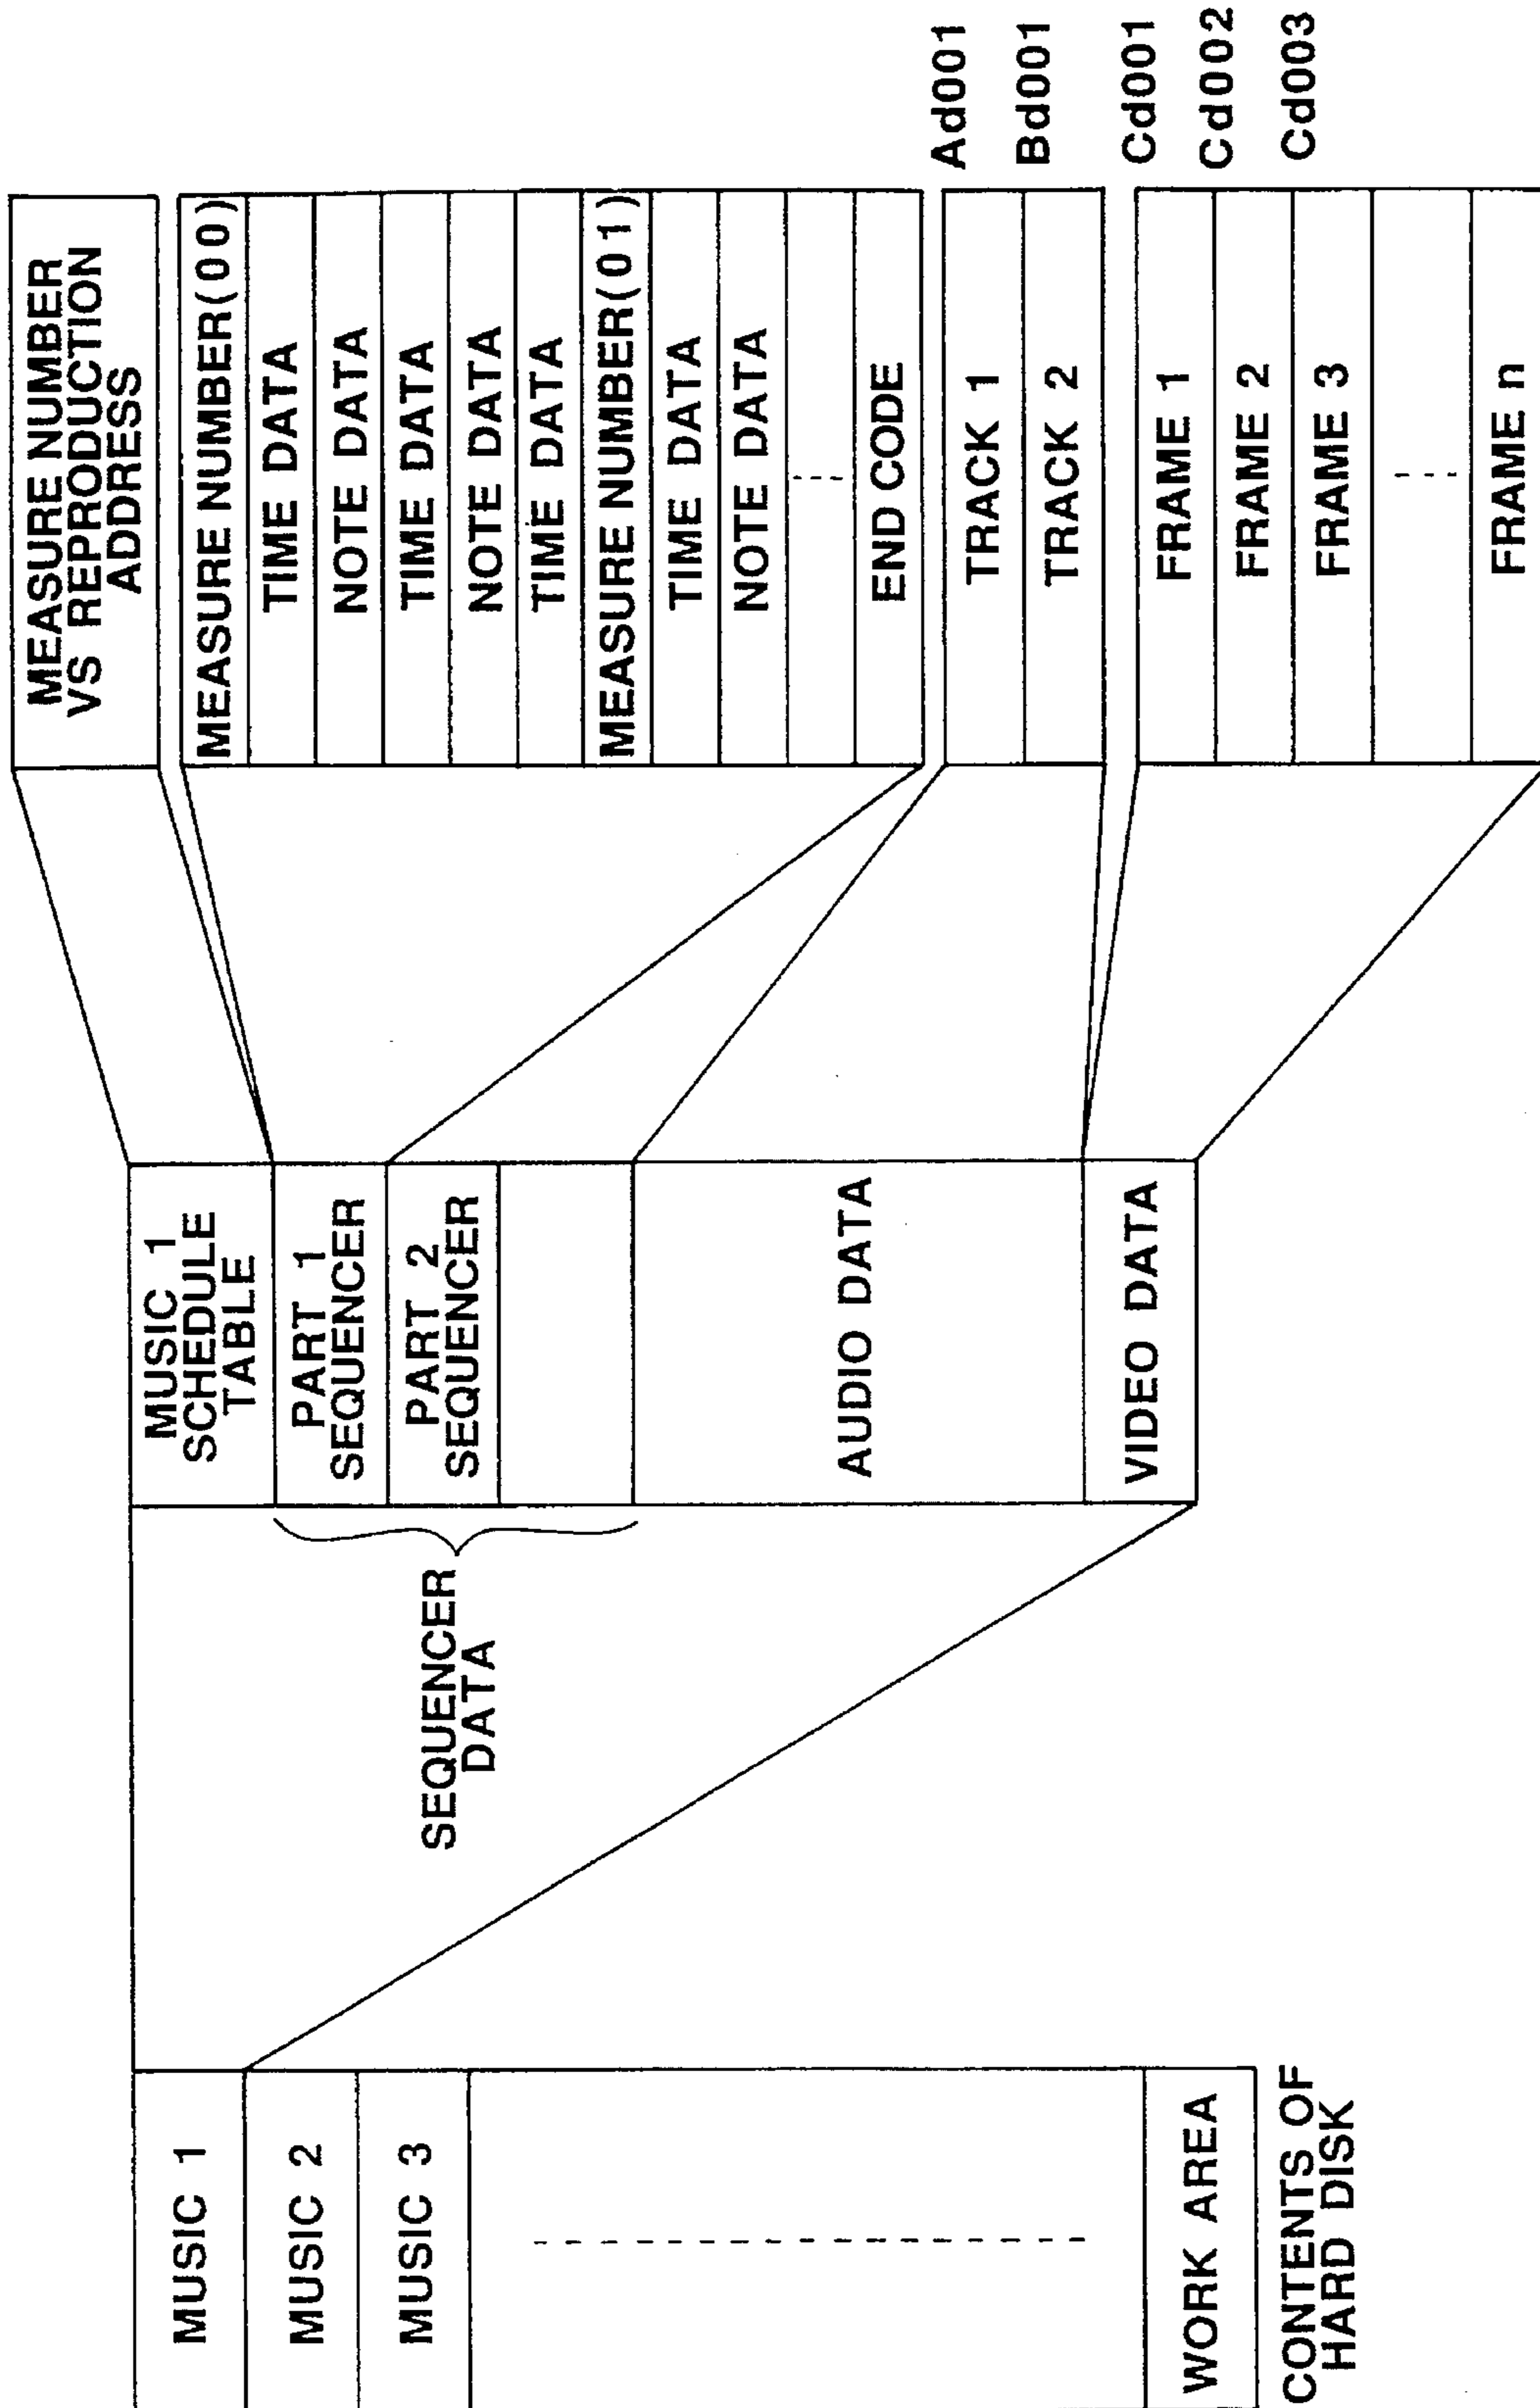 MUSIC 1
MUSIC 2
MUSIC 3
WORK AREA
CONTENTS OF
HARD DISK
SEQUENCER
DATA
MUSIC 1
SCHEDULE
TABLE
PART 1
SEQUENCER
PART 2
SEQUENCER
AUDIO DATA
VIDEO DATA
MEASURE NUMBER
VS REPRODUCTION
ADDRESS
MEASURE NUMBER(00)
TIME DATA
NOTE DATA
TIME DATA
NOTE DATA
TIME DATA
MEASURE NUMBER(01)
TIME DATA
NOTE DATA
END CODE
TRACK 1
Ad001
TRACK 2
Bd001
FRAME 1
Cd001
FRAME 2
Cd002
FRAME 3
Cd003
FRAME n